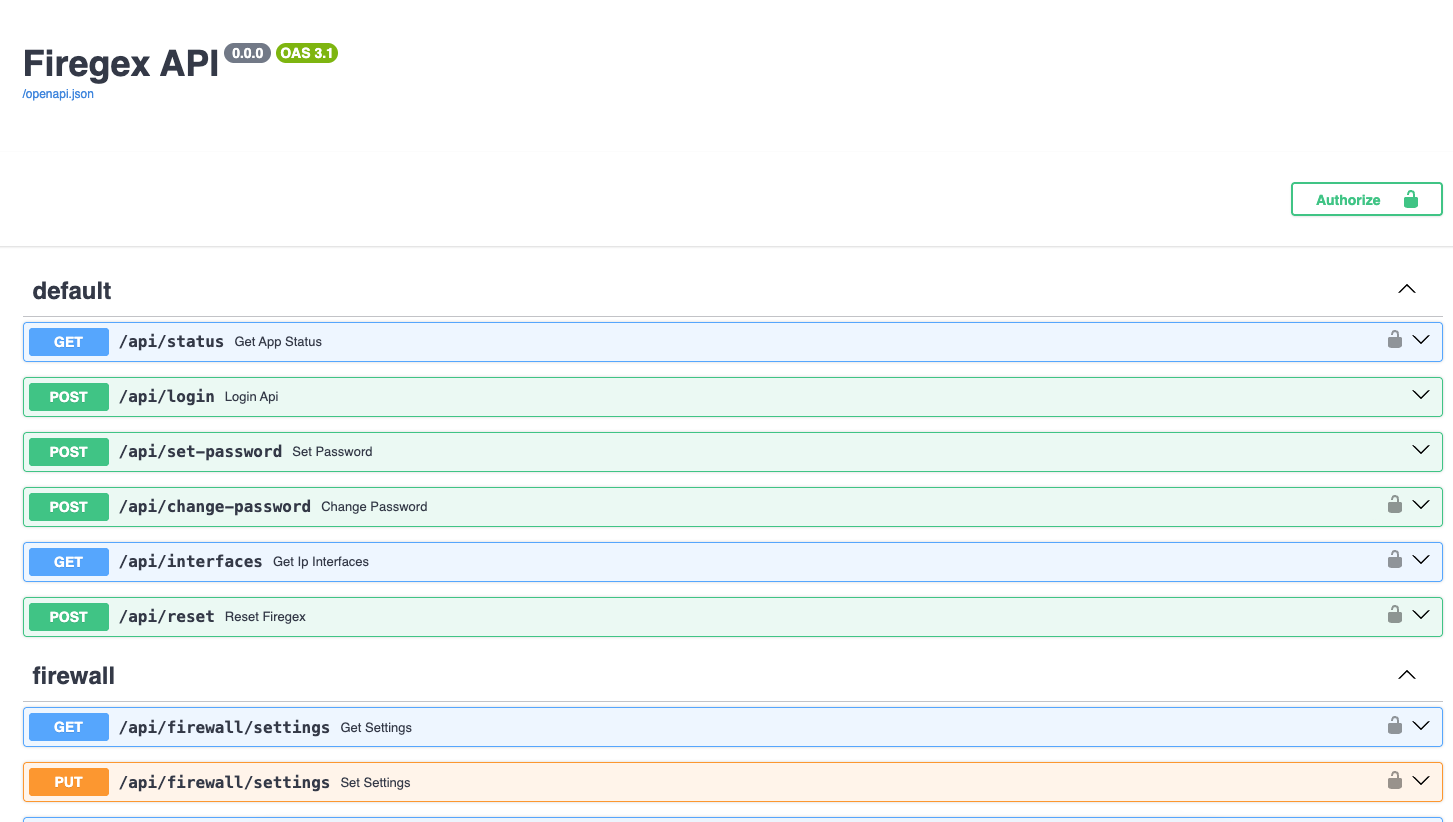 Firegex API 0.0.0 OAS 3.1
/openapi.json
Authorize
default
GET /api/status Get App Status
POST /api/login Login Api
POST /api/set-password Set Password
POST /api/change-password Change Password
GET /api/interfaces Get Ip Interfaces
POST /api/reset Reset Firegex
firewall
GET /api/firewall/settings Get Settings
PUT /api/firewall/settings Set Settings